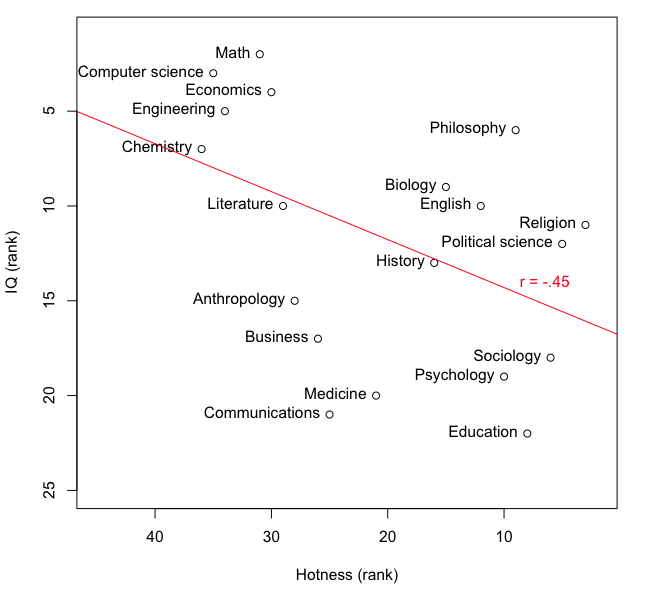 Math
Computer science
Economics
5
Engineering
Philosophy
Chemistry
Biology
10
Literature
English
Religion
Political science
IQ (rank)
History
r = -.45
15
Anthropology
Business
Sociology
Psychology
20
Medicine
Communications
Education
25
40 30 20 10
Hotness (rank)